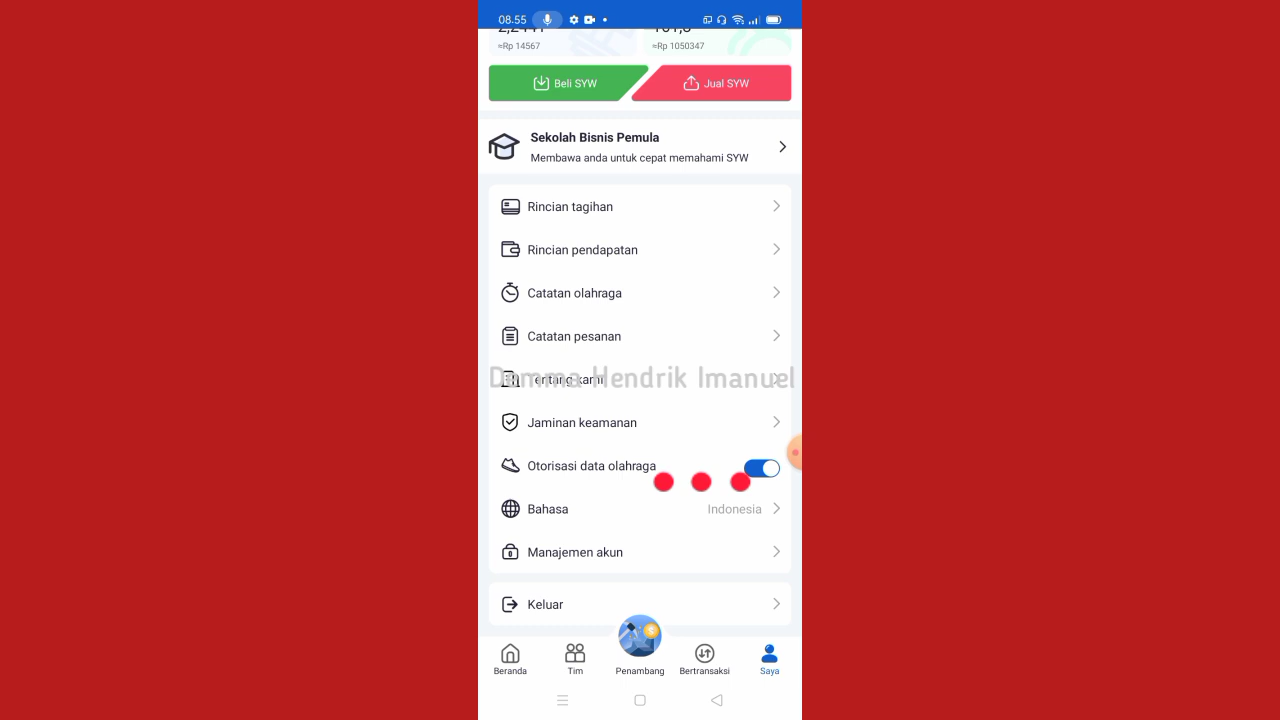 08.55
≈Rp 14567
≈Rp 1050347
Beli SYW
Jual SYW
Sekolah Bisnis Pemula
Membawa anda untuk cepat memahami SYW
Rincian tagihan
Rincian pendapatan
Catatan olahraga
Catatan pesanan
Tentang kami
Hendrik Imanuel
Jaminan keamanan
Otorisasi data olahraga
Bahasa
Indonesia
Manajemen akun
Keluar
Beranda
Tim
Penambang
Bertransaksi
Saya